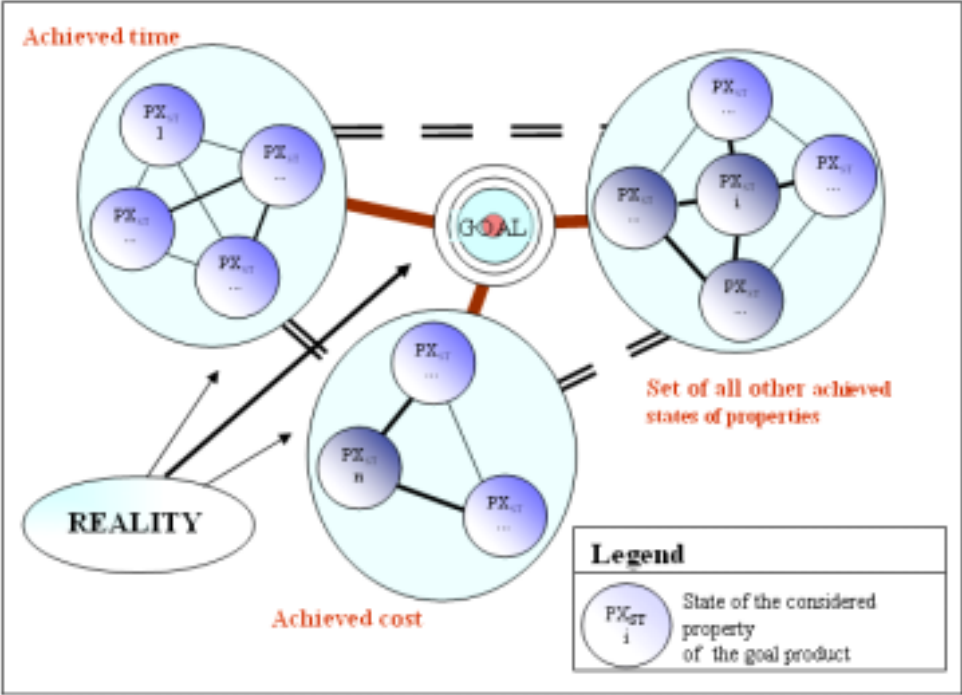 Achieved time
PXST
1
PXST
...
PXST
...
PXST
...
GOAL
PXST
...
PXST
...
PXST
i
PXST
...
PXST
...
Set of all other achieved
states of properties
PXST
...
PXST
n
PXST
...
REALITY
Achieved cost
Legend
PXST
i
State of the considered
property
of the goal product